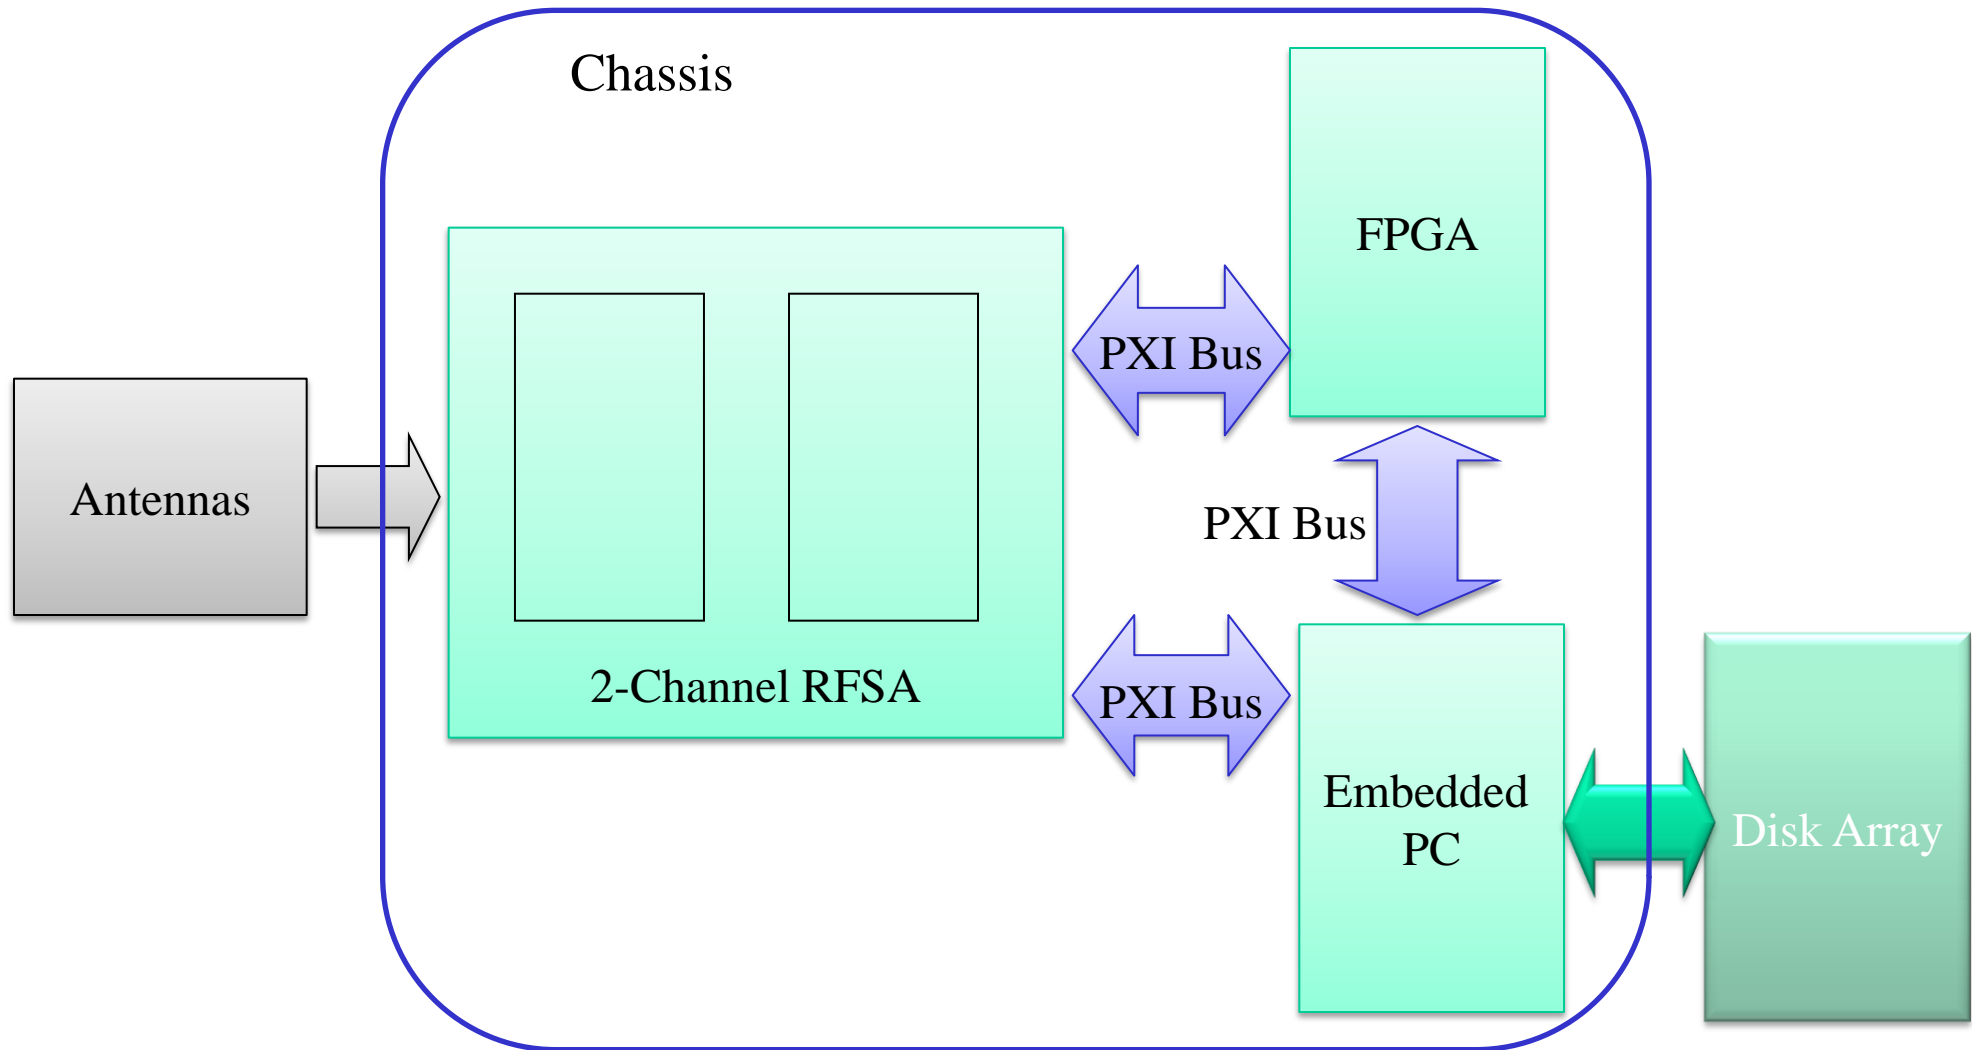 Chassis
FPGA
PXI Bus
Antennas
PXI Bus
2-Channel RFSA
PXI Bus
Embedded
PC
Disk Array